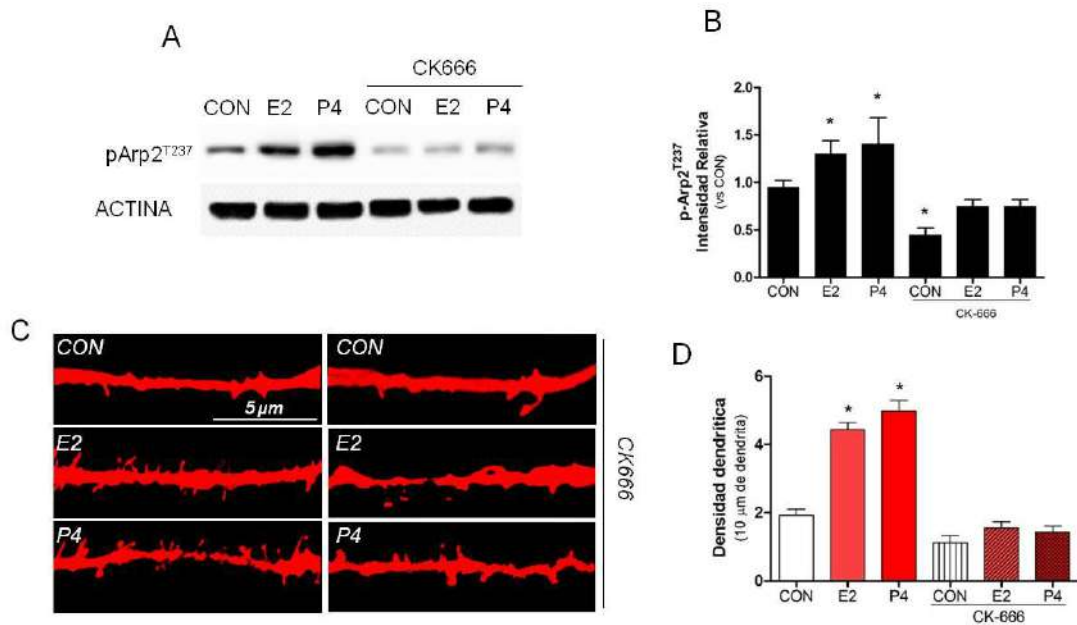 A
CK666
CON E2 P4 CON E2 P4
pArp2T237
ACTINA
B
p-Arp2T237
Intensidad Relativa
(vs CON)
2.0
1.5
1.0
0.5
0.0
* * *
CON E2 P4 CON E2 P4
CK-666
C
CON CON
5 µm
E2 E2
P4 P4
CK666
D
Densidad dendrítica
(10 µm de dendrita)
6
4
2
0
* *
CON E2 P4 CON E2 P4
CK-666